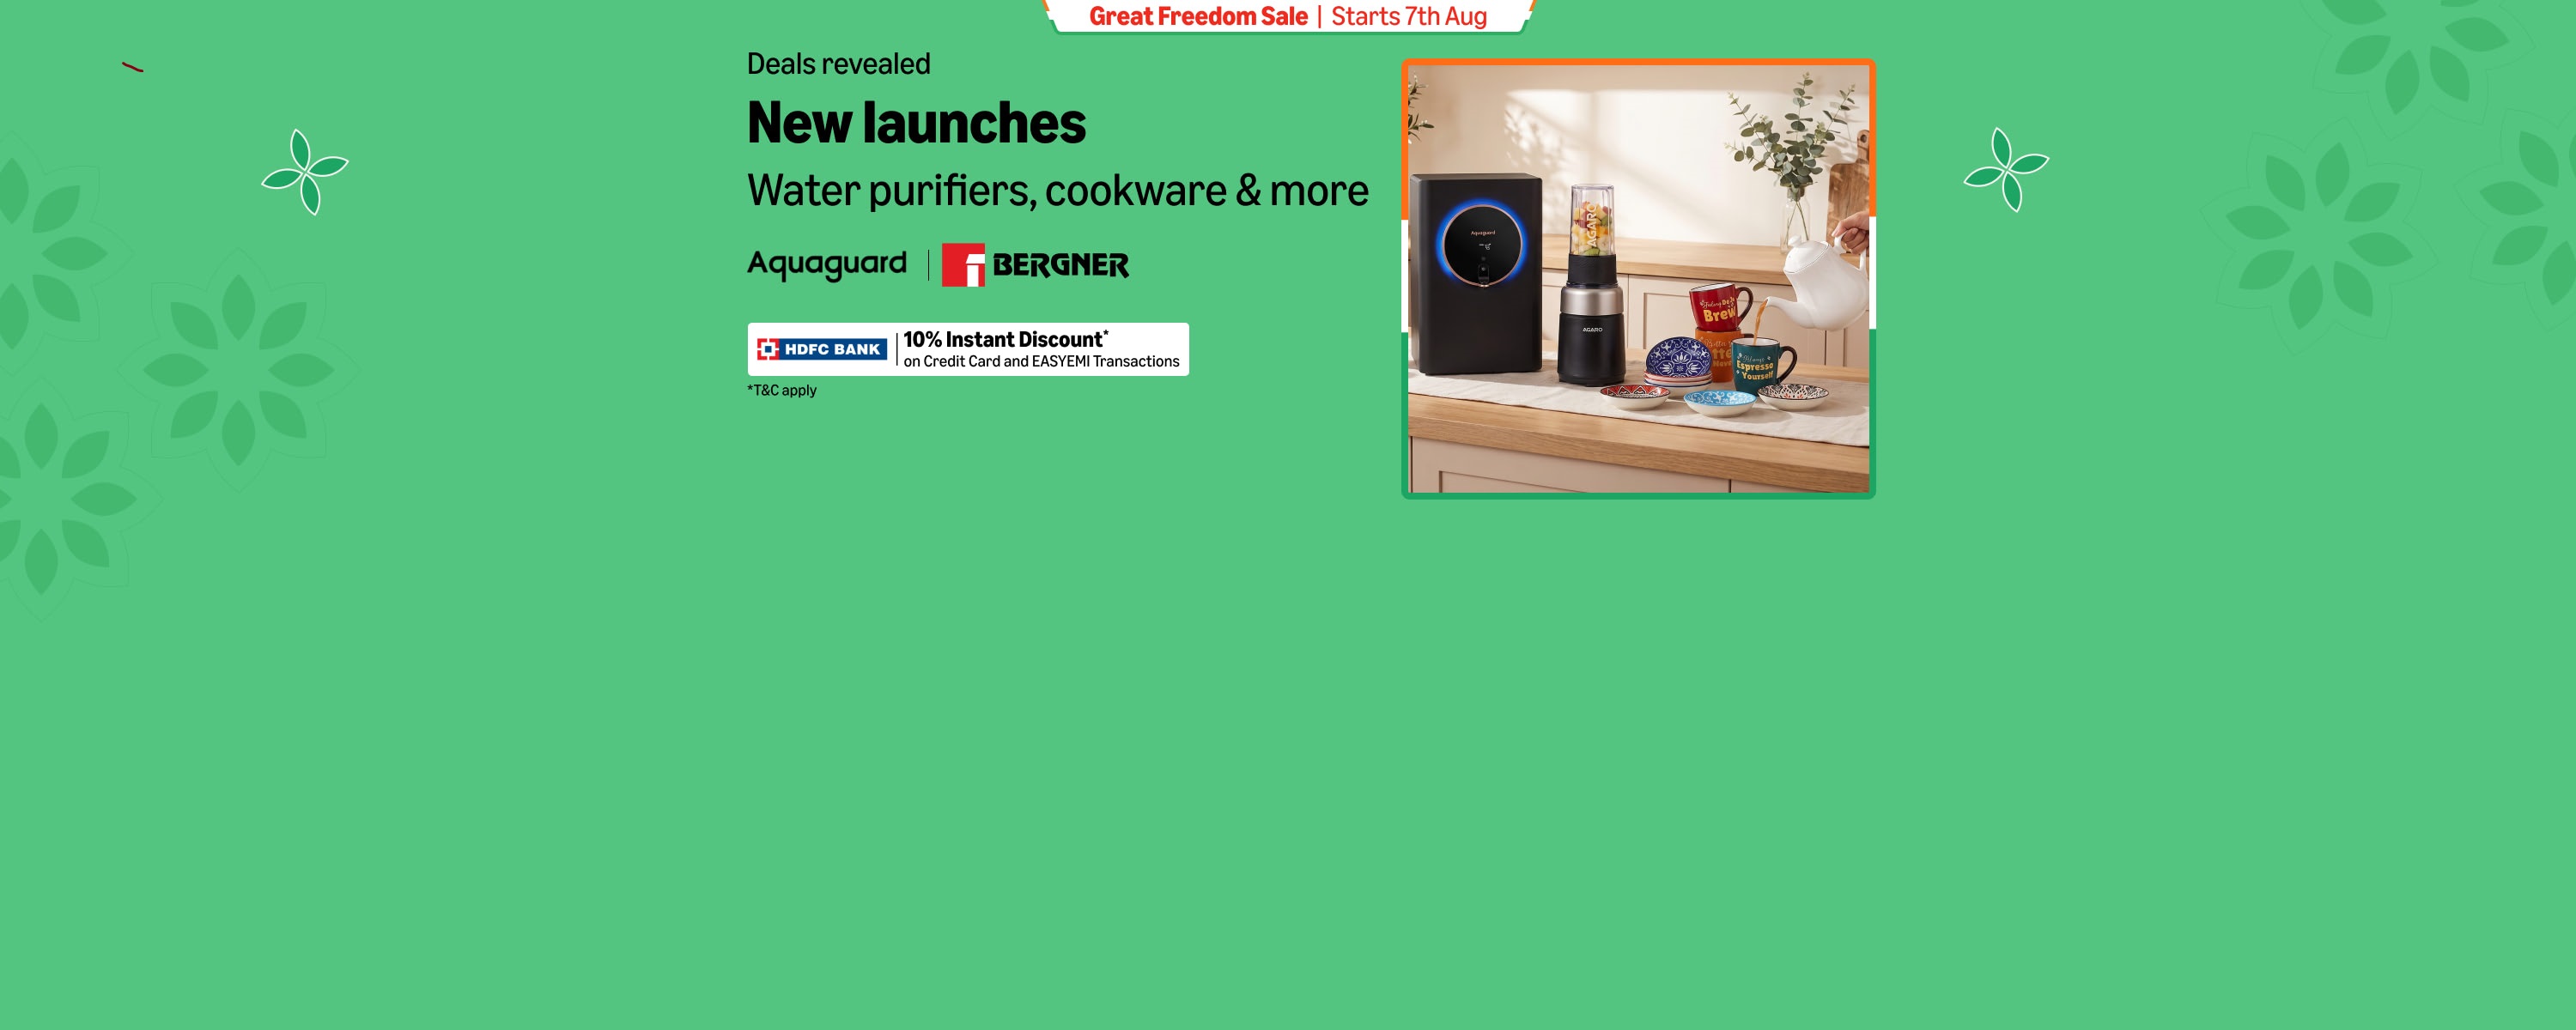 Great Freedom Sale | Starts 7th Aug
Deals revealed
New launches
Water purifiers, cookware & more
Aquaguard | BERGNER
HDFC BANK
10% Instant Discount*
on Credit Card and EASYEMI Transactions
*T&C apply
Aquaguard
AGARO
AGARO
Brew
Always
Espresso
Yourself